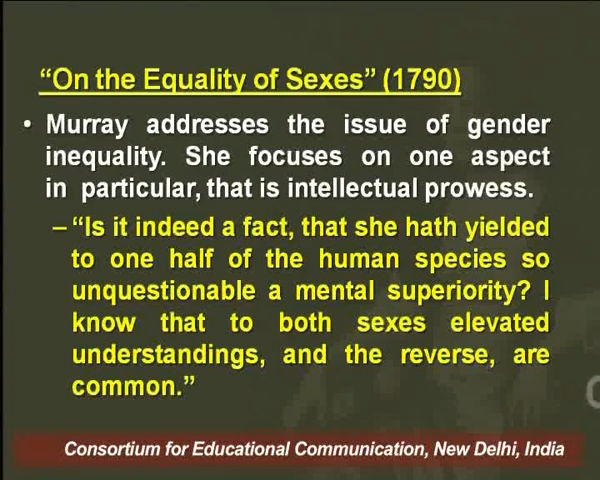 “On the Equality of Sexes” (1790)
• Murray addresses the issue of gender
inequality. She focuses on one aspect
in particular, that is intellectual prowess.
– “Is it indeed a fact, that she hath yielded
to one half of the human species so
unquestionable a mental superiority? I
know that to both sexes elevated
understandings, and the reverse, are
common.”
Consortium for Educational Communication, New Delhi, India